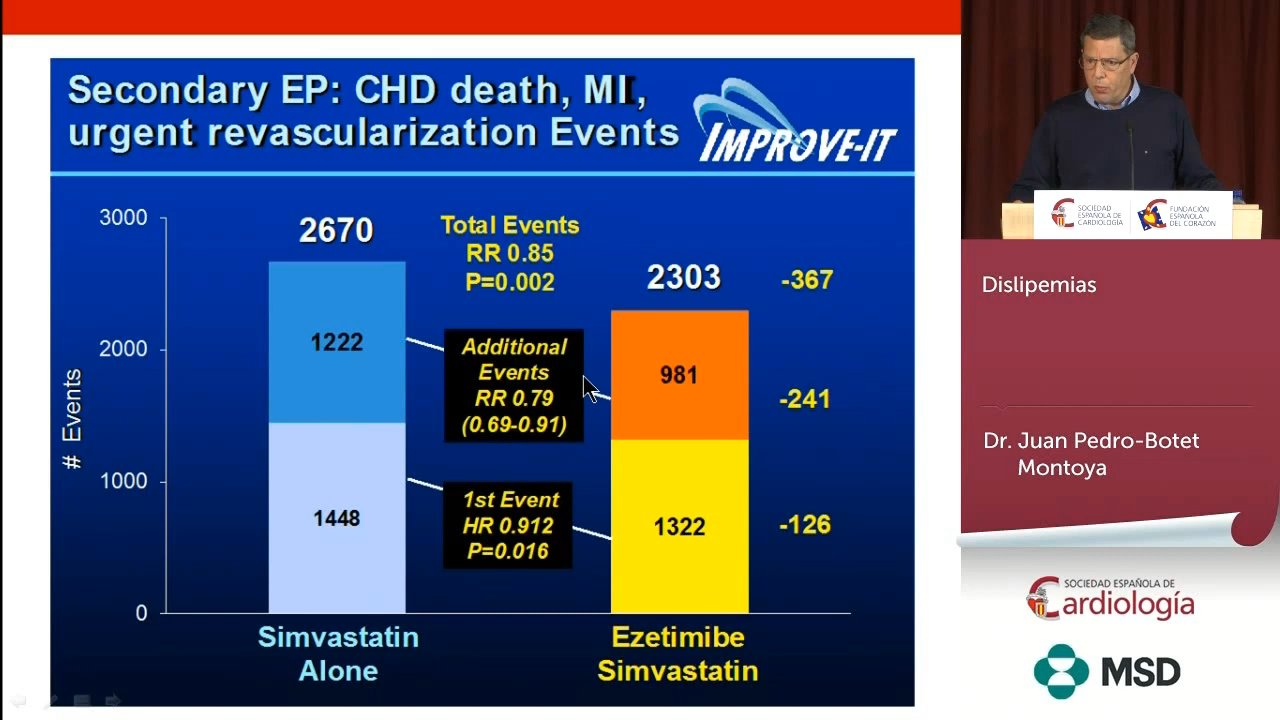 Secondary EP: CHD death, MI,
urgent revascularization Events
IMPROVE-IT
# Events
3000
2000
1000
0
2670
1222
1448
Total Events
RR 0.85
P=0.002
Additional
Events
RR 0.79
(0.69-0.91)
1st Event
HR 0.912
P=0.016
2303
981
1322
-367
-241
-126
Simvastatin
Alone
Ezetimibe
Simvastatin
SOCIEDAD
ESPAÑOLA DE
CARDIOLOGÍA
FUNDACIÓN
ESPAÑOLA
DEL CORAZÓN
Dislipemias
Dr. Juan Pedro-Botet
Montoya
SOCIEDAD ESPAÑOLA DE
Cardiología
MSD